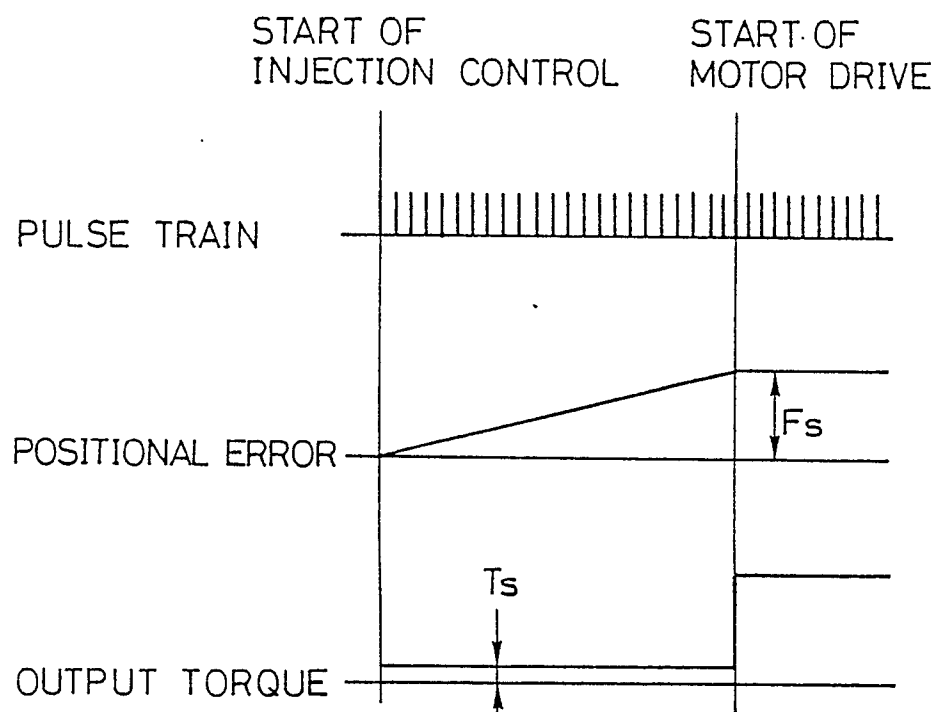 START OF
INJECTION CONTROL
START OF
MOTOR DRIVE
PULSE TRAIN
POSITIONAL ERROR
Fs
Ts
OUTPUT TORQUE